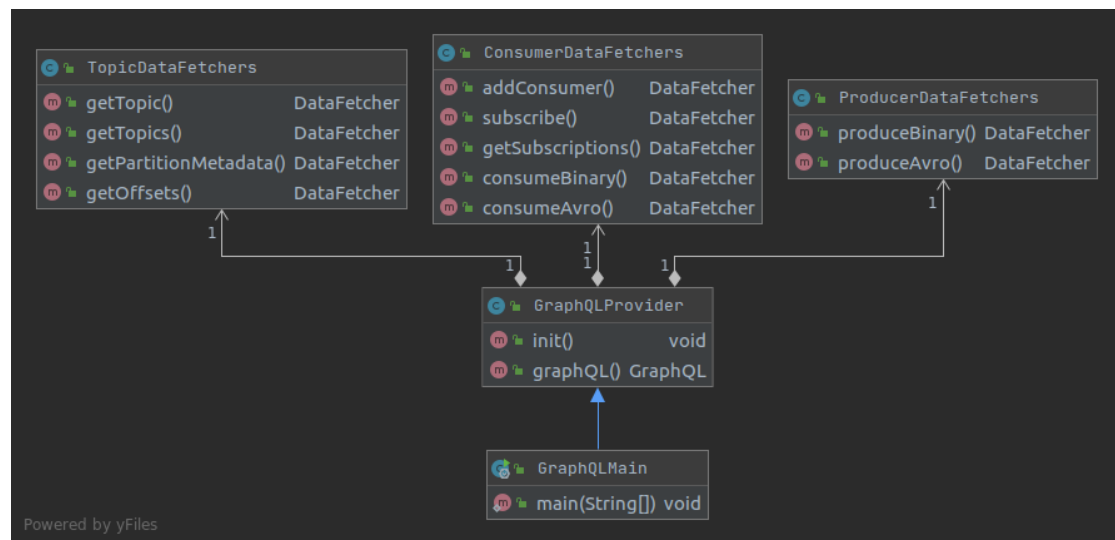 TopicDataFetchers
getTopic() DataFetcher
getTopics() DataFetcher
getPartitionMetadata() DataFetcher
getOffsets() DataFetcher
ConsumerDataFetchers
addConsumer() DataFetcher
subscribe() DataFetcher
getSubscriptions() DataFetcher
consumeBinary() DataFetcher
consumeAvro() DataFetcher
ProducerDataFetchers
produceBinary() DataFetcher
produceAvro() DataFetcher
1
1
1
1
1
1
GraphQLProvider
init() void
graphQL() GraphQL
GraphQLMain
main(String[]) void
Powered by yFiles